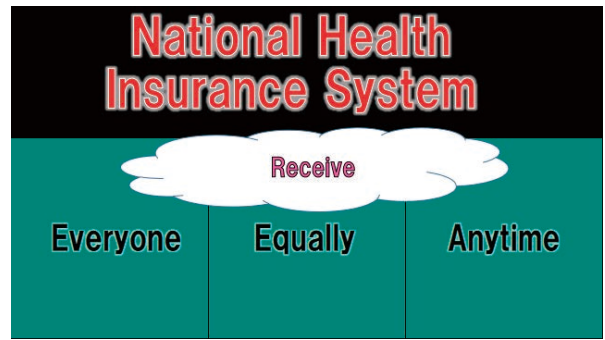 National Health
Insurance System
Receive
Everyone Equally Anytime